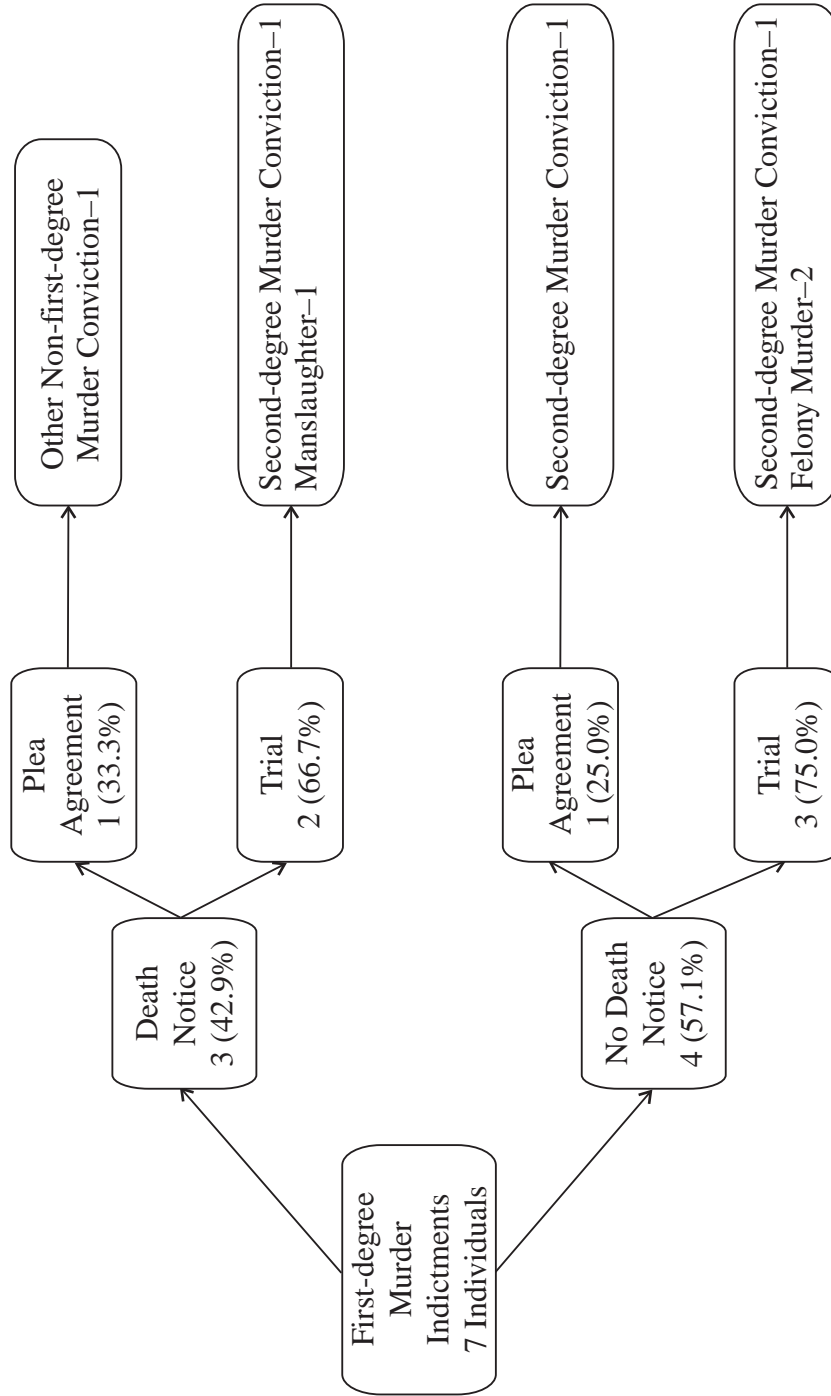 First-degree
Murder
Indictments
7 Individuals
Death
Notice
3 (42.9%)
No Death
Notice
4 (57.1%)
Plea
Agreement
1 (33.3%)
Trial
2 (66.7%)
Plea
Agreement
1 (25.0%)
Trial
3 (75.0%)
Other Non-first-degree
Murder Conviction–1
Second-degree Murder Conviction–1
Manslaughter–1
Second-degree Murder Conviction–1
Second-degree Murder Conviction–1
Felony Murder–2